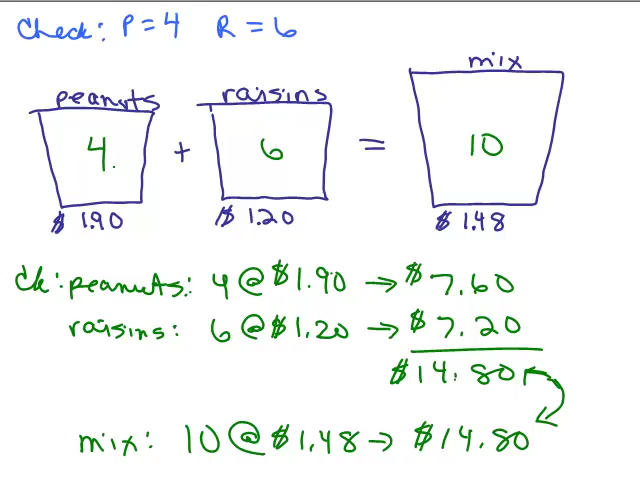 Check: P = 4 R = 6
peanuts raisins mix
4. + 6 = 10
$ 1.90 $ 1.20 $ 1.48
Ck: peanuts: 4 @ $1.90 → $7.60
raisins: 6 @ $1.20 → $7.20
$14.80
mix: 10 @ $1.48 → $14.80